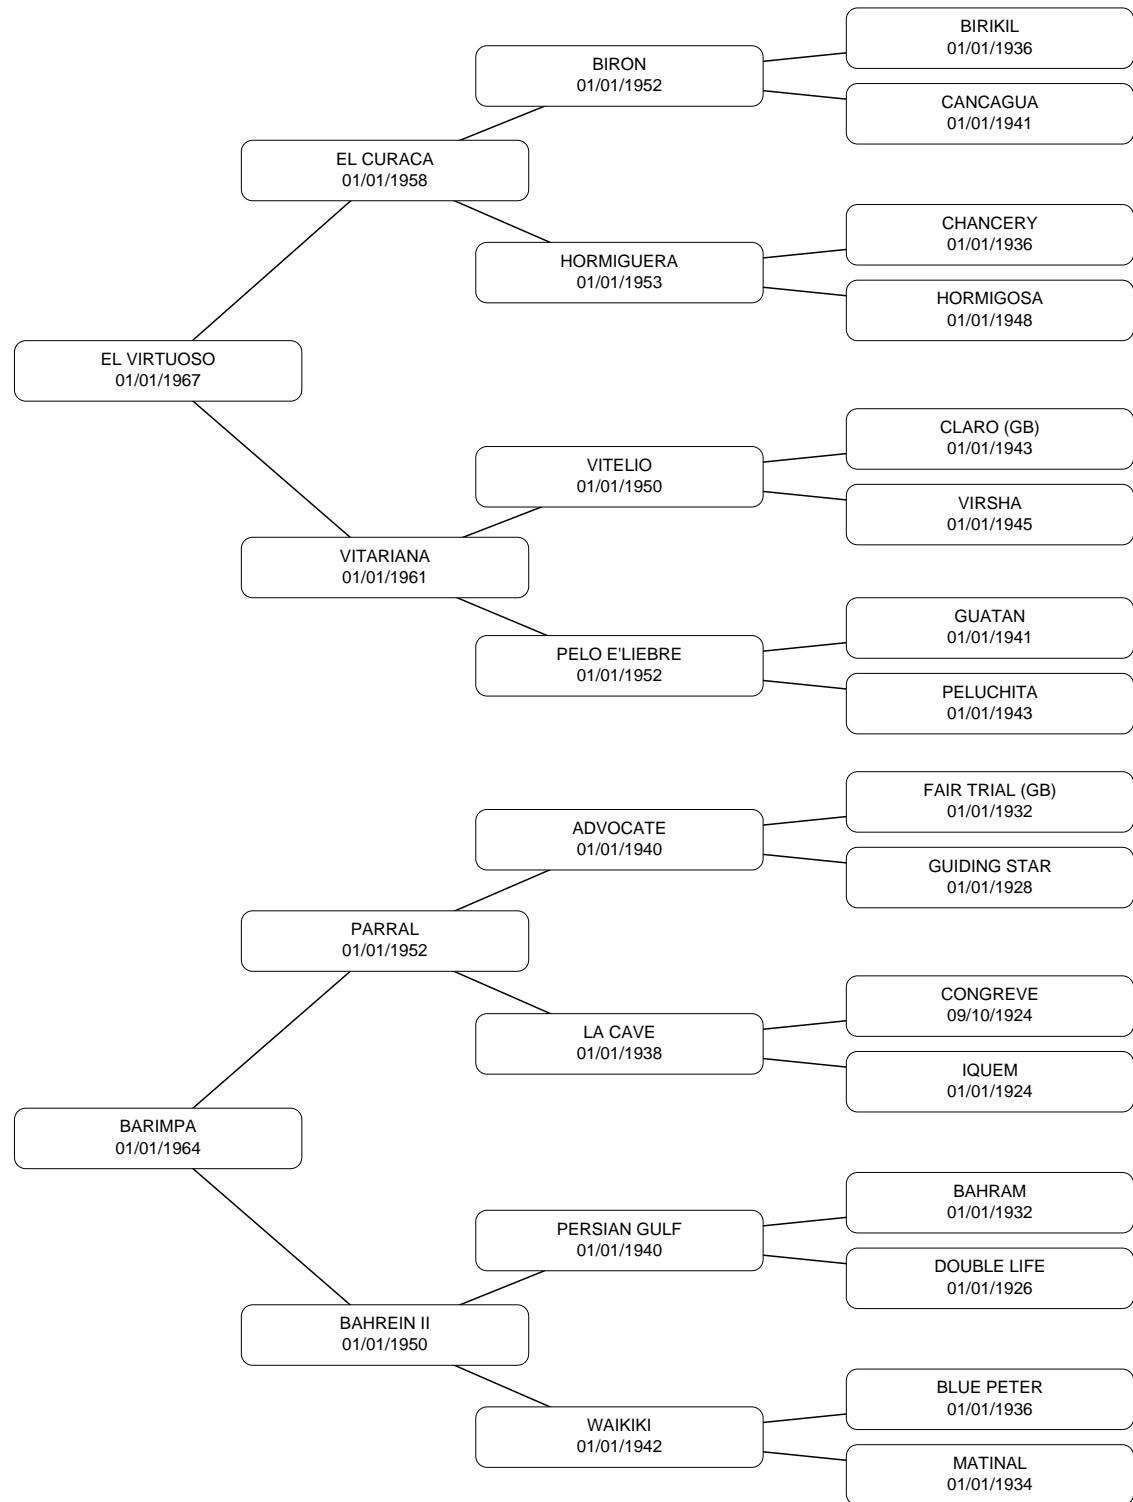 BIRIKIL
01/01/1936
BIRON
01/01/1952
CANCAGUA
01/01/1941
EL CURACA
01/01/1958
CHANCERY
01/01/1936
HORMIGUERA
01/01/1953
HORMIGOSA
01/01/1948
EL VIRTUOSO
01/01/1967
CLARO (GB)
01/01/1943
VITELIO
01/01/1950
VIRSHA
01/01/1945
VITARIANA
01/01/1961
GUATAN
01/01/1941
PELO E'LIEBRE
01/01/1952
PELUCHITA
01/01/1943
FAIR TRIAL (GB)
01/01/1932
ADVOCATE
01/01/1940
GUIDING STAR
01/01/1928
PARRAL
01/01/1952
CONGREVE
09/10/1924
LA CAVE
01/01/1938
IQUEM
01/01/1924
BARIMPA
01/01/1964
BAHRAM
01/01/1932
PERSIAN GULF
01/01/1940
DOUBLE LIFE
01/01/1926
BAHREIN II
01/01/1950
BLUE PETER
01/01/1936
WAIKIKI
01/01/1942
MATINAL
01/01/1934